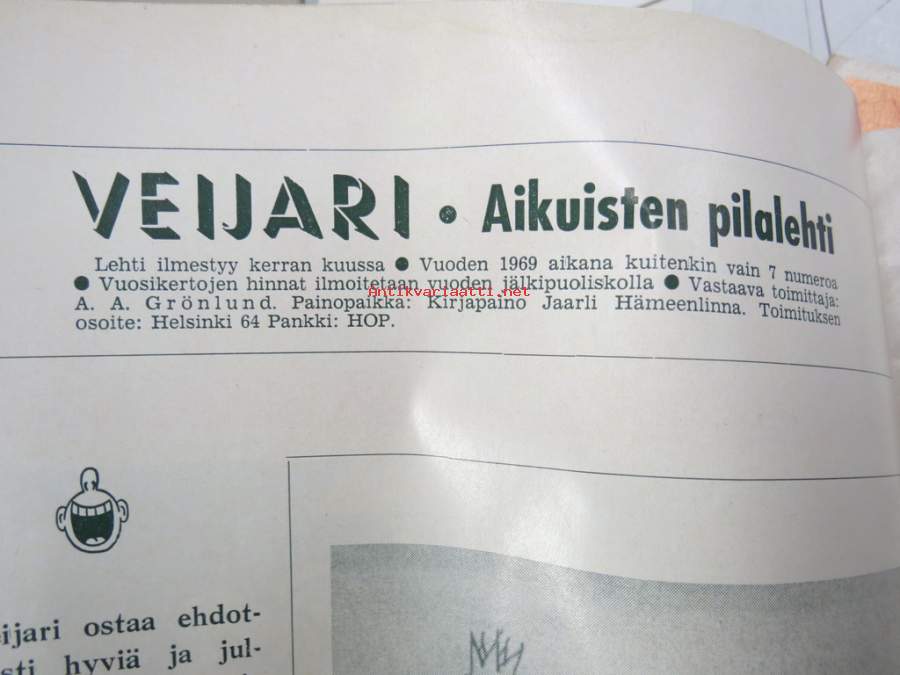 VEIJARI • Aikuisten pilalehti
Lehti ilmestyy kerran kuussa ● Vuoden 1969 aikana kuitenkin vain 7 numeroa
● Vuosikertojen hinnat ilmoitetaan vuoden jälkipuoliskolla ● Vastaava toimittaja:
antikvariaatti.net
A. A. Grönlund. Painopaikka: Kirjapaino Jaarli Hämeenlinna. Toimituksen
osoite: Helsinki 64 Pankki: HOP.
eijari ostaa ehdot-
sti hyviä ja jul-